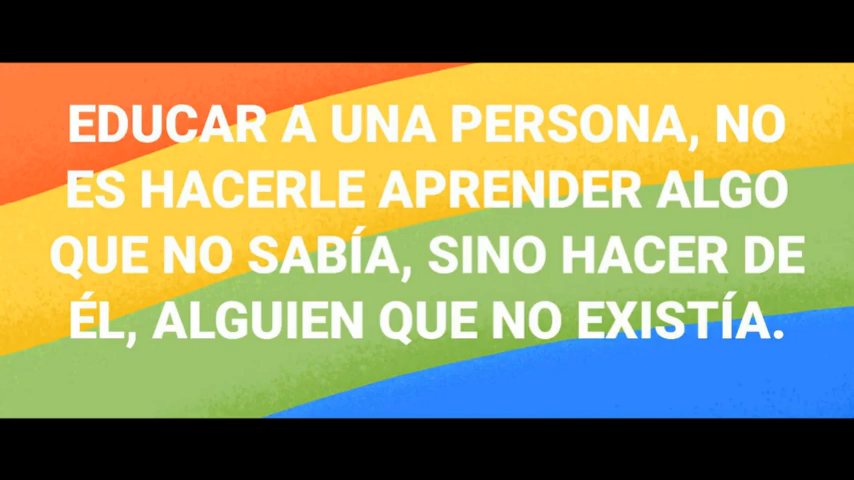 EDUCAR A UNA PERSONA, NO
ES HACERLE APRENDER ALGO
QUE NO SABÍA, SINO HACER DE
ÉL, ALGUIEN QUE NO EXISTÍA.